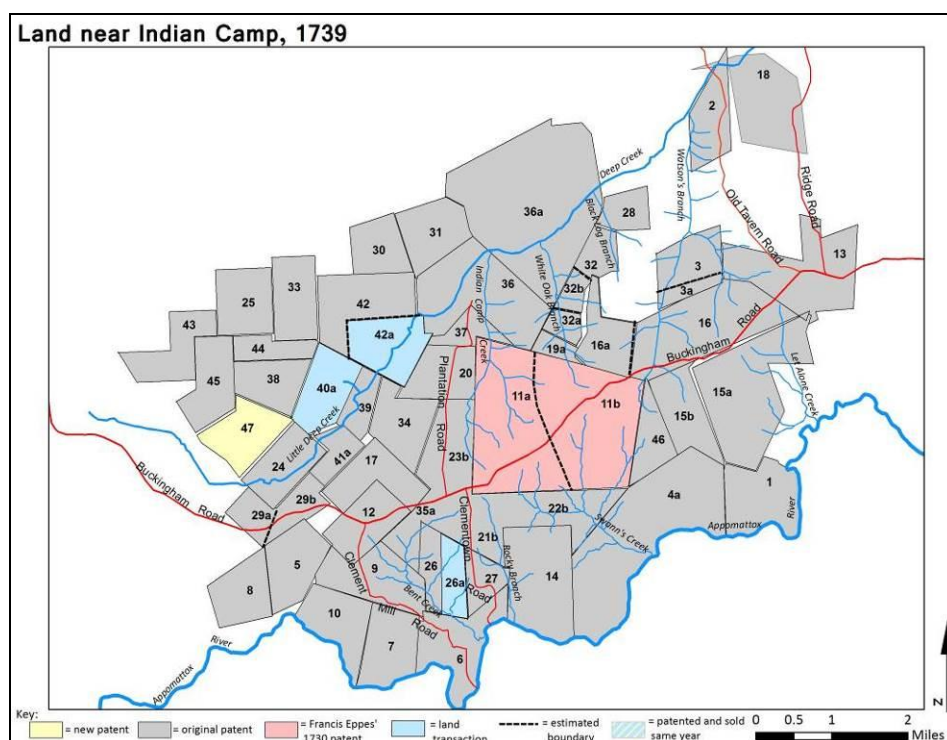 Land near Indian Camp, 1739
18
2
Deep Creek
Watson's Branch
Ridge Road
36a
Black Log Branch
28
Old Tavern Road
31
30
13
32
3
33
Indian Camp Creek
36
White Oak Branch
32b
3a
25
42
43
32a
16
42a
37
Buckingham Road
16a
19a
44
Plantation Road
20
38
40a
Let Alone Creek
45
11a
39
15a
11b
34
15b
47
Little Deep Creek
46
41a
17
23b
24
1
4a
Buckingham Road
29b
22b
12
35a
29a
Swann's Creek
Appomattox River
Clementown Road
21b
5
9
26
26a
27
Rocky Branch
14
8
Bent Creek
10
Clement Mill Road
7
6
Appomattox River
N
Key:
= new patent
= original patent
= Francis Eppes' 1730 patent
= land transaction
= estimated boundary
= patented and sold same year
0 0.5 1 2
Miles